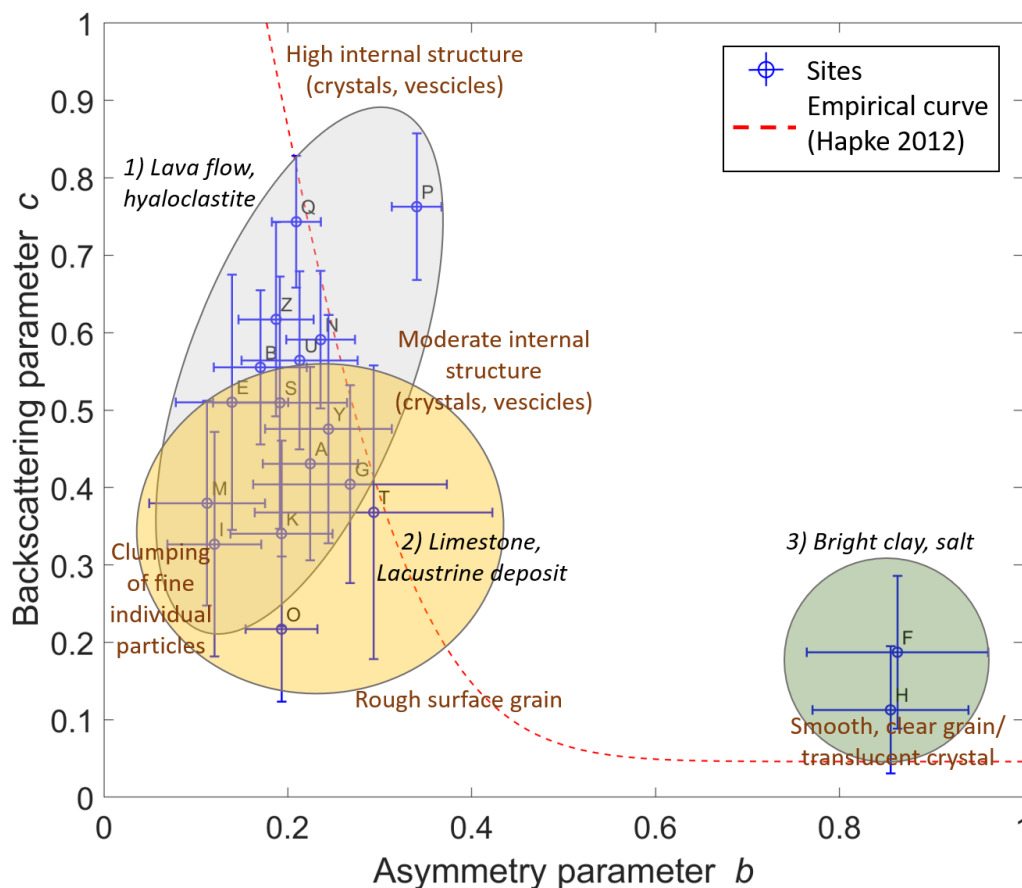 1
0.9
0.8
0.7
0.6
0.5
0.4
0.3
0.2
0.1
0
Backscattering parameter c
High internal structure
(crystals, vescicles)
Sites
Empirical curve
(Hapke 2012)
1) Lava flow,
hyaloclastite
P
Q
Z
N
U
B
Moderate internal
structure
(crystals, vescicles)
E
S
Y
A
G
M
T
K
I
2) Limestone,
Lacustrine deposit
3) Bright clay, salt
Clumping
of fine
individual
particles
O
F
H
Rough surface grain
Smooth, clear grain/
translucent crystal
0
0.2
0.4
0.6
0.8
1
Asymmetry parameter b